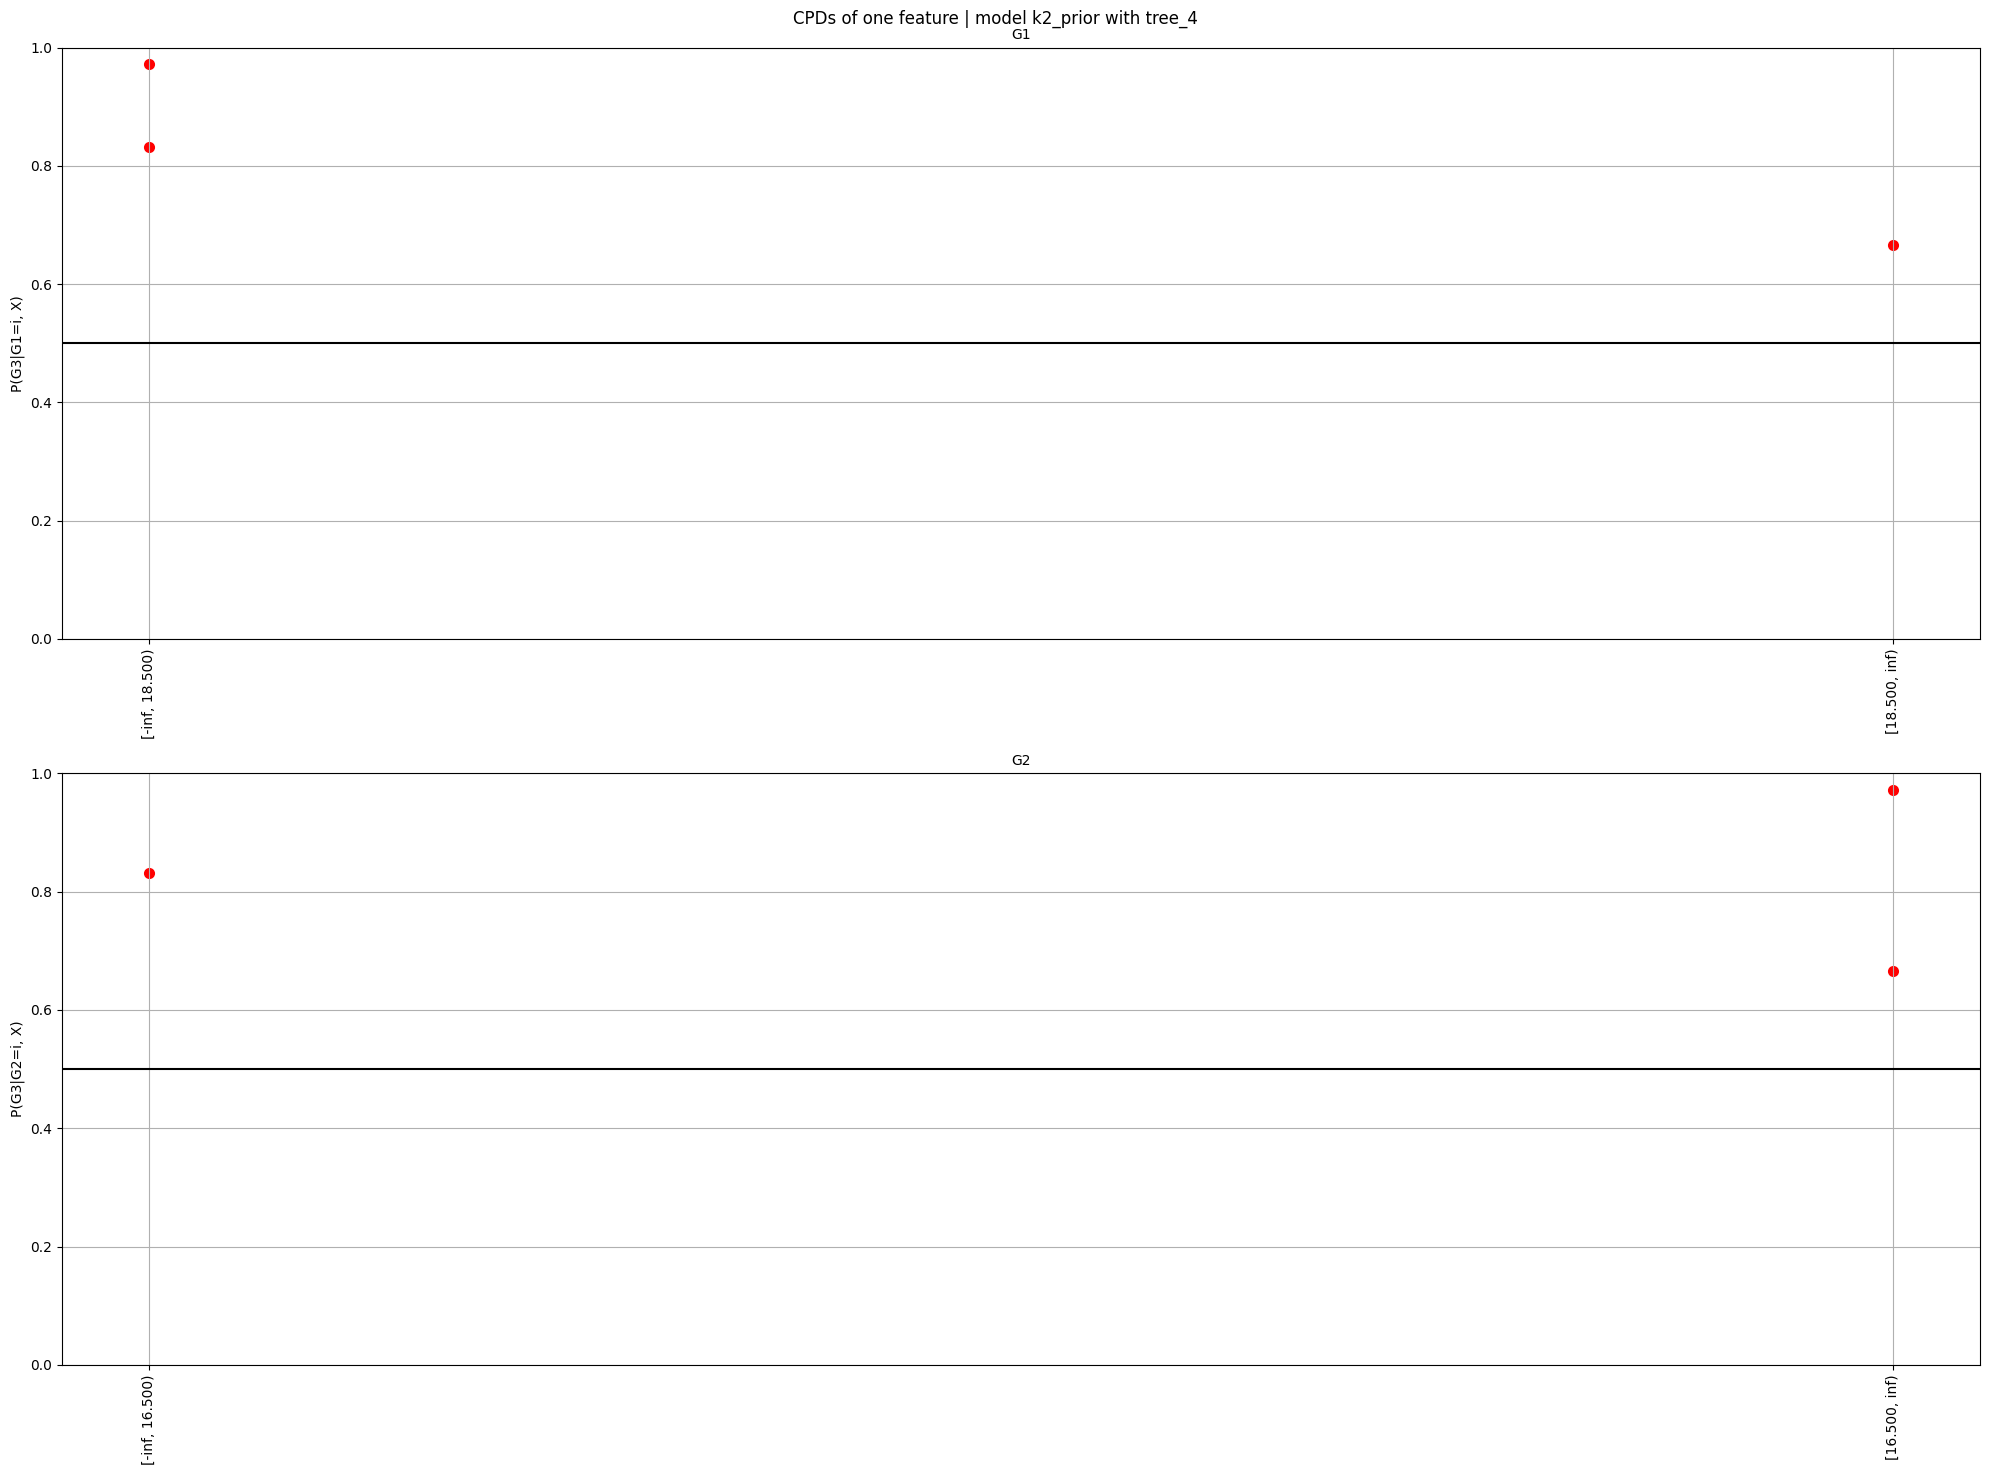 CPDs of one feature | model k2_prior with tree_4
G1
1.0
0.8
0.6
0.4
0.2
0.0
P(G3|G1=i, X)
[-inf, 18.500)
[18.500, inf)
G2
1.0
0.8
0.6
0.4
0.2
0.0
P(G3|G2=i, X)
[-inf, 16.500)
[16.500, inf)